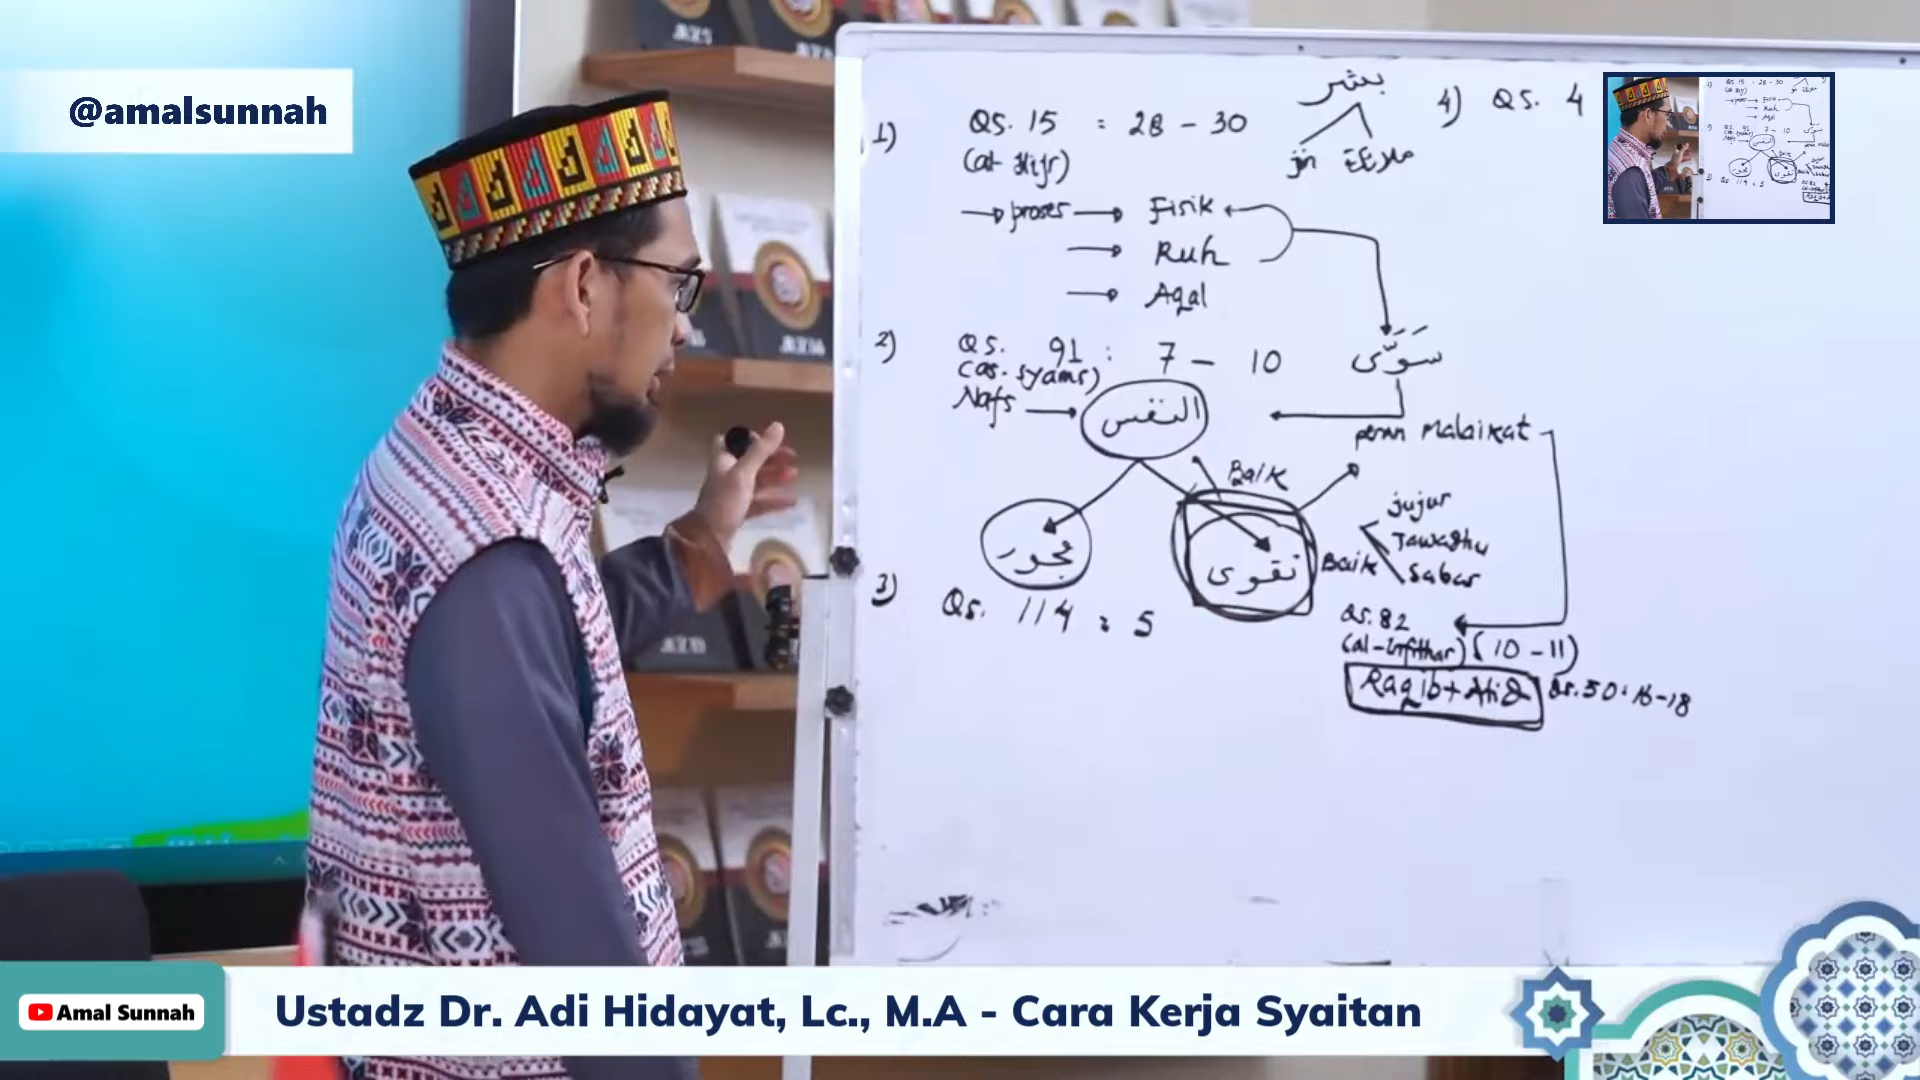 @amalsunnah
1) QS. 15 : 28 - 30
(al-Hijr)
بشر
jin ملائكة
4) QS. 4
proses Fisik
Ruh
Aqal
2) QS. 91 : 7 - 10
(as-syams)
سوّى
Nafs النفس
peran Malaikat
Baik
فجور
تقوى
Baik
jujur
Tawadhu
Sabar
3) QS. 114 : 5
QS. 82
(al-Infithar) (10 - 11)
Raqib + Atid QS. 50: 16-18
Amal Sunnah
Ustadz Dr. Adi Hidayat, Lc., M.A - Cara Kerja Syaitan